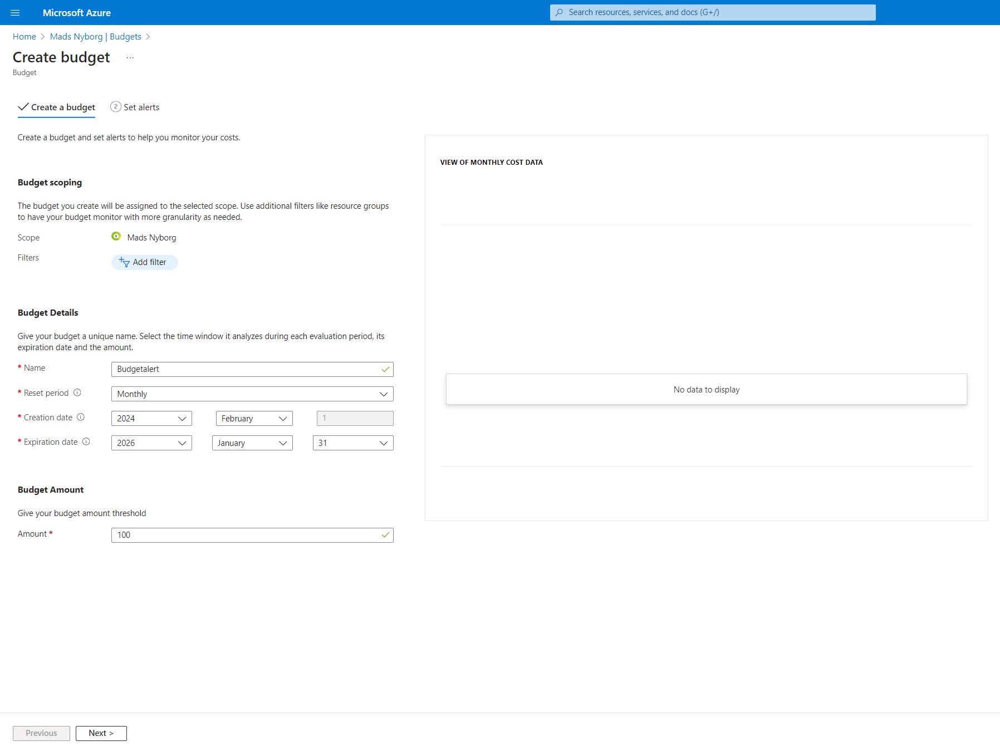 Microsoft Azure
Search resources, services, and docs (G+/)
Home > Mads Nyborg | Budgets >
Create budget ...
Budget
Create a budget
2 Set alerts
Create a budget and set alerts to help you monitor your costs.
Budget scoping
The budget you create will be assigned to the selected scope. Use additional filters like resource groups
to have your budget monitor with more granularity as needed.
Scope Mads Nyborg
Filters Add filter
Budget Details
Give your budget a unique name. Select the time window it analyzes during each evaluation period, its
expiration date and the amount.
* Name Budgetalert
* Reset period Monthly
* Creation date 2024 February 1
* Expiration date 2026 January 31
Budget Amount
Give your budget amount threshold
Amount * 100
VIEW OF MONTHLY COST DATA
No data to display
Previous Next >